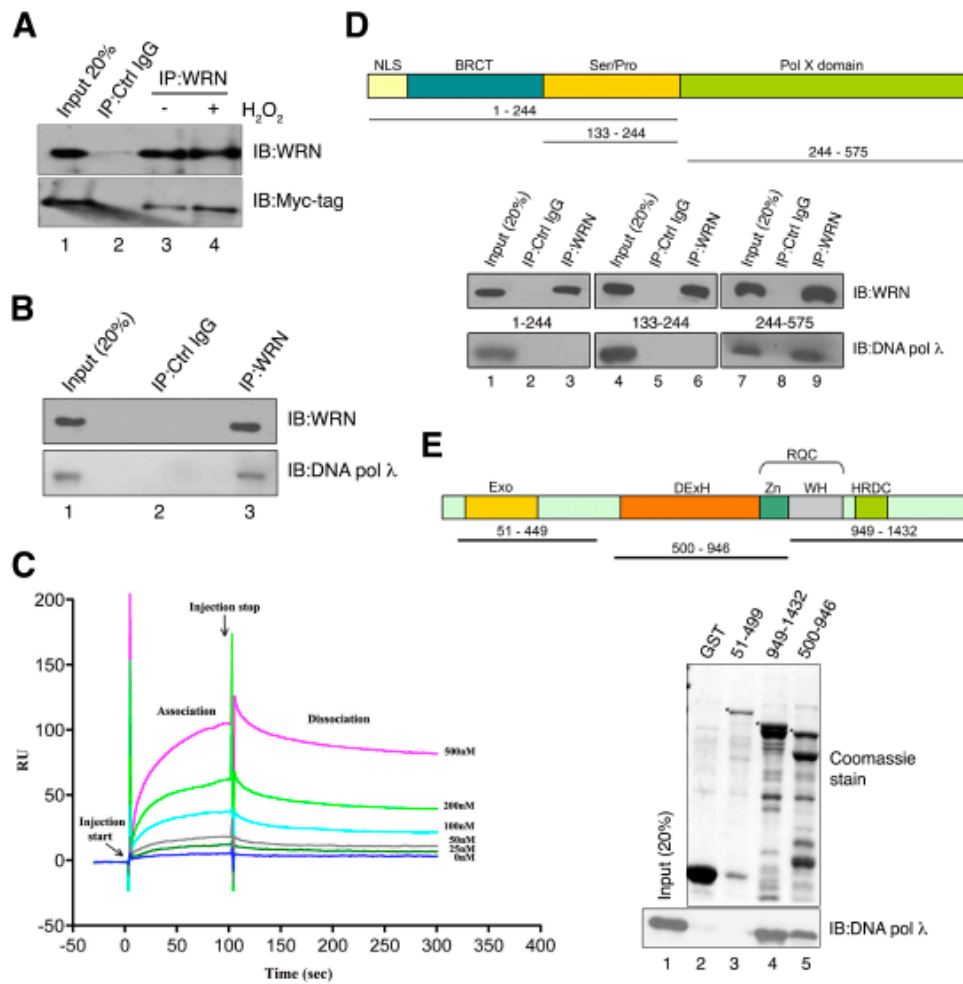 A
Input 20%
IP:Ctrl IgG
IP:WRN
- + H2O2
IB:WRN
IB:Myc-tag
1 2 3 4
B
Input (20%)
IP:Ctrl IgG
IP:WRN
IB:WRN
IB:DNA pol λ
1 2 3
C
200
150
100
50
0
-50
RU
Injection stop
Association
Dissociation
Injection start
500nM
200nM
100nM
50nM
25nM
0nM
-50 0 50 100 150 200 250 300 350 400
Time (sec)
D
NLS BRCT Ser/Pro Pol X domain
1 - 244
133 - 244
244 - 575
Input (20%) IP:Ctrl IgG IP:WRN Input (20%) IP:Ctrl IgG IP:WRN Input (20%) IP:Ctrl IgG IP:WRN
IB:WRN
1-244 133-244 244-575
IB:DNA pol λ
1 2 3 4 5 6 7 8 9
E
RQC
Exo DExH Zn WH HRDC
51 - 449 949 - 1432
500 - 946
GST 51-499 949-1432 500-946
Coomassie
stain
Input (20%)
IB:DNA pol λ
1 2 3 4 5